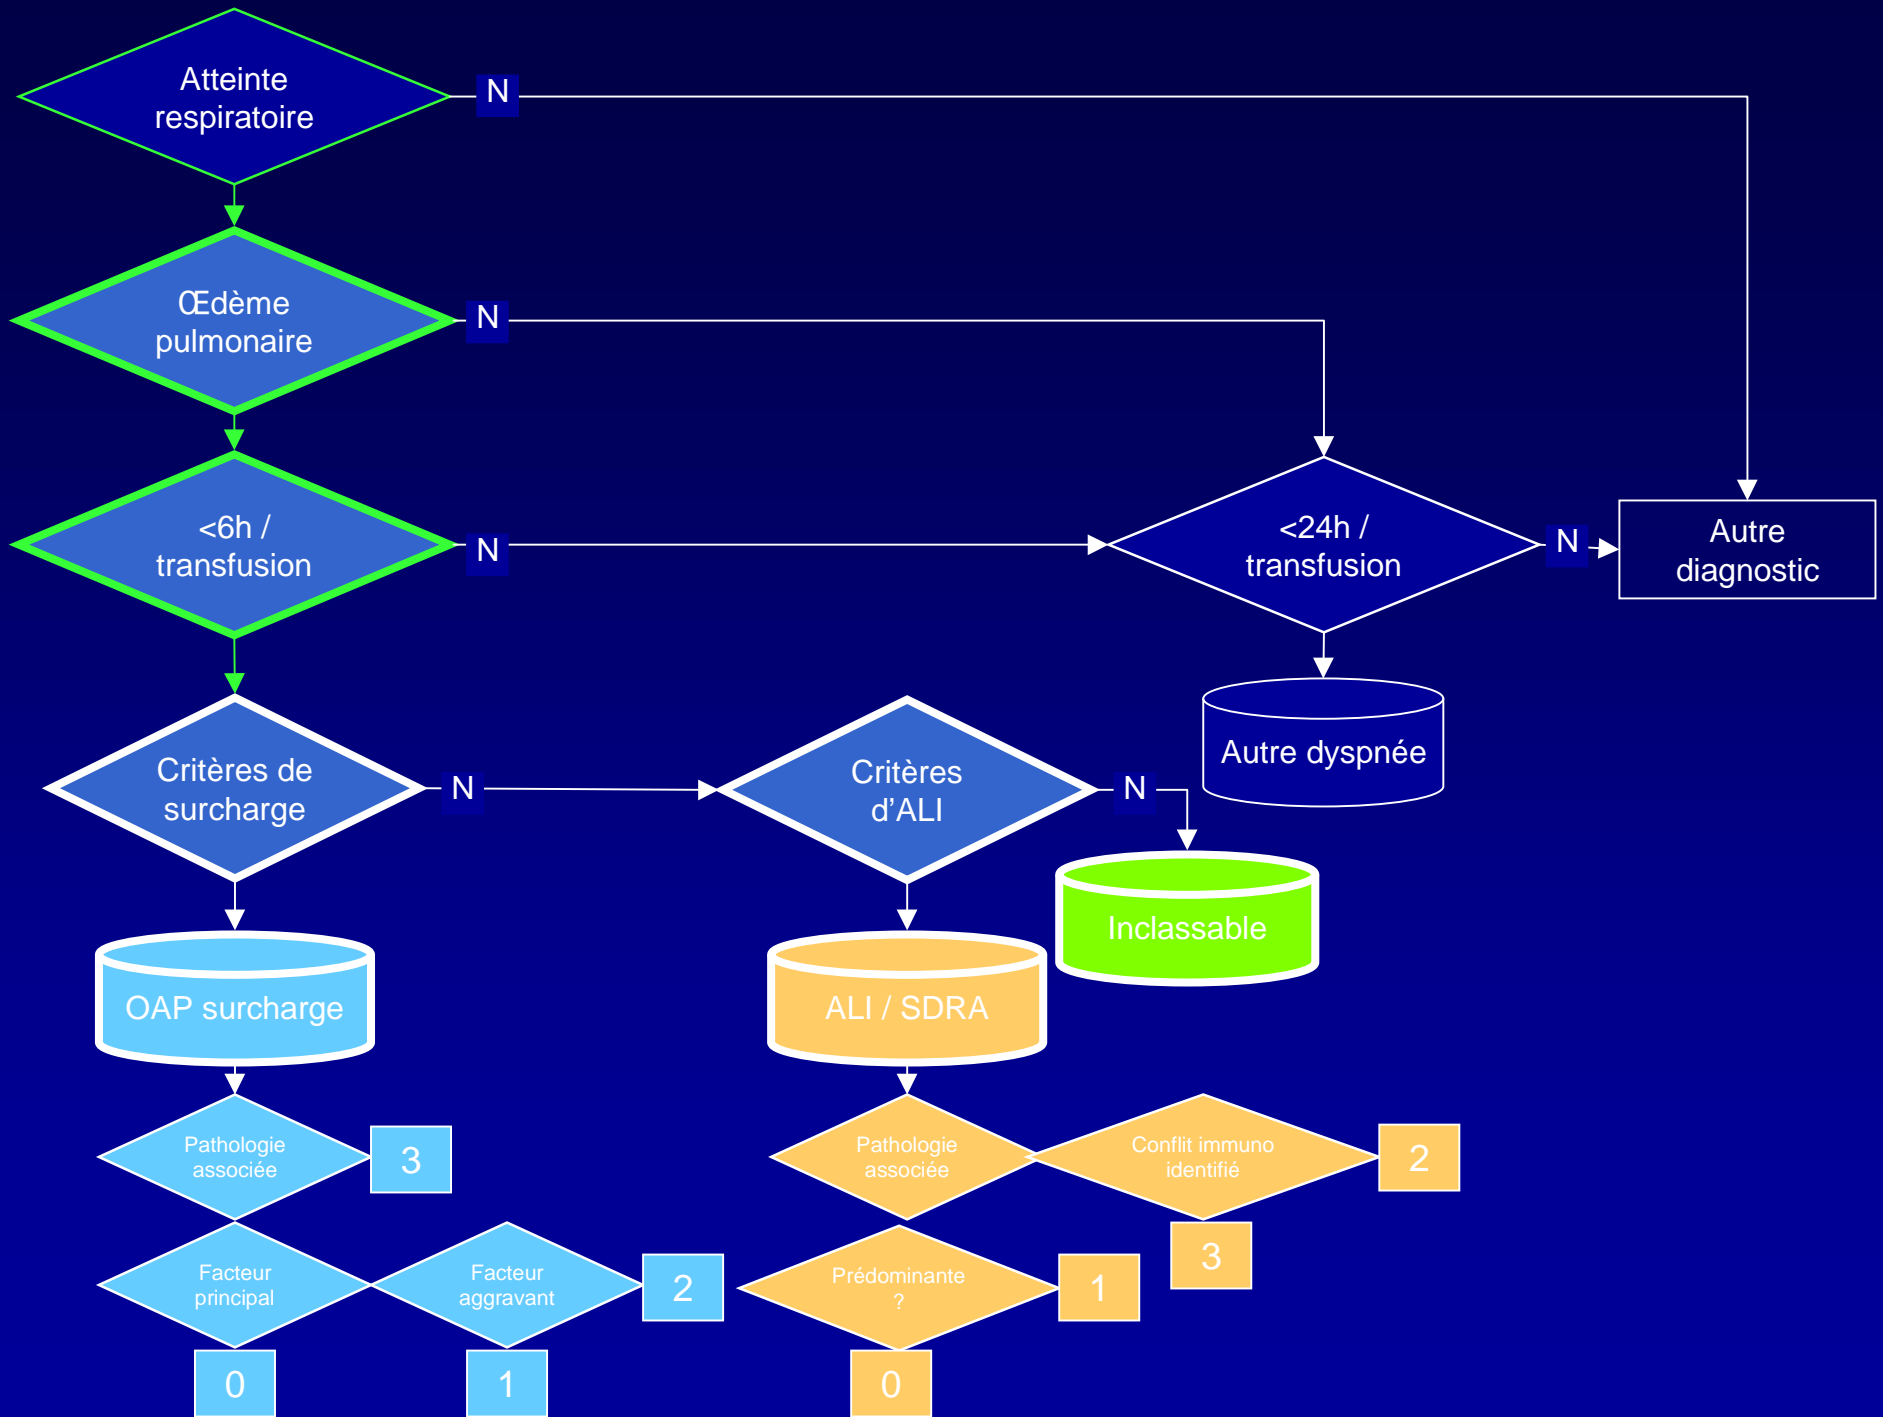 Atteinte
respiratoire
N
Œdème
pulmonaire
N
<6h /
transfusion
N
<24h /
transfusion
N
Autre
diagnostic
Autre dyspnée
Critères de
surcharge
N
Critères
d’ALI
N
Inclassable
OAP surcharge
ALI / SDRA
Pathologie
associée
3
Pathologie
associée
Conflit immuno
identifié
2
3
Facteur
principal
Facteur
aggravant
2
Prédominante
?
1
0
1
0